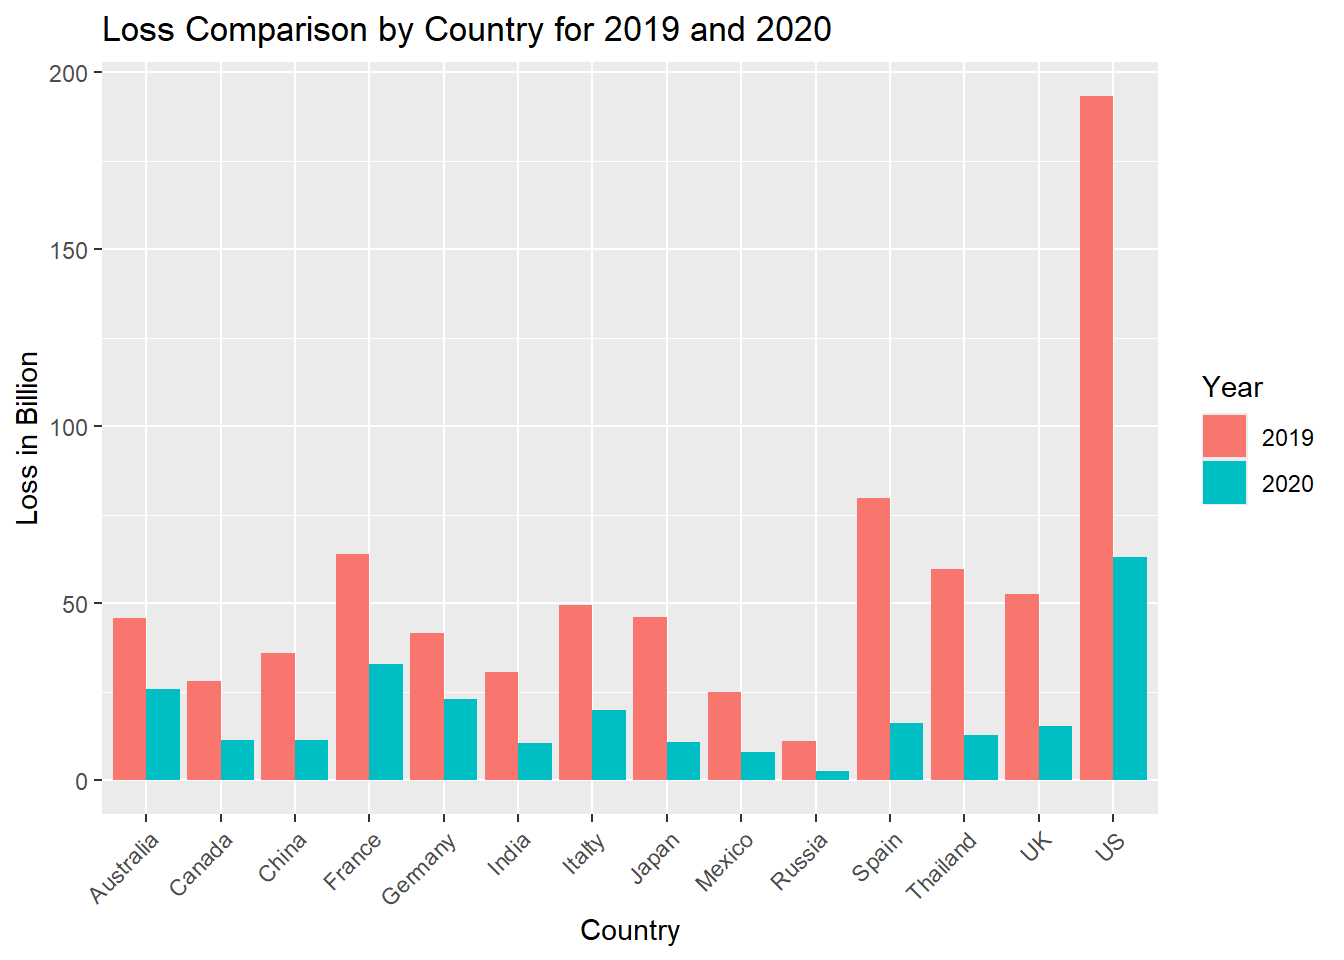 Loss Comparison by Country for 2019 and 2020
Loss in Billion
200
150
100
50
0
Australia
Canada
China
France
Germany
India
Italty
Japan
Mexico
Russia
Spain
Thailand
UK
US
Country
Year
2019
2020